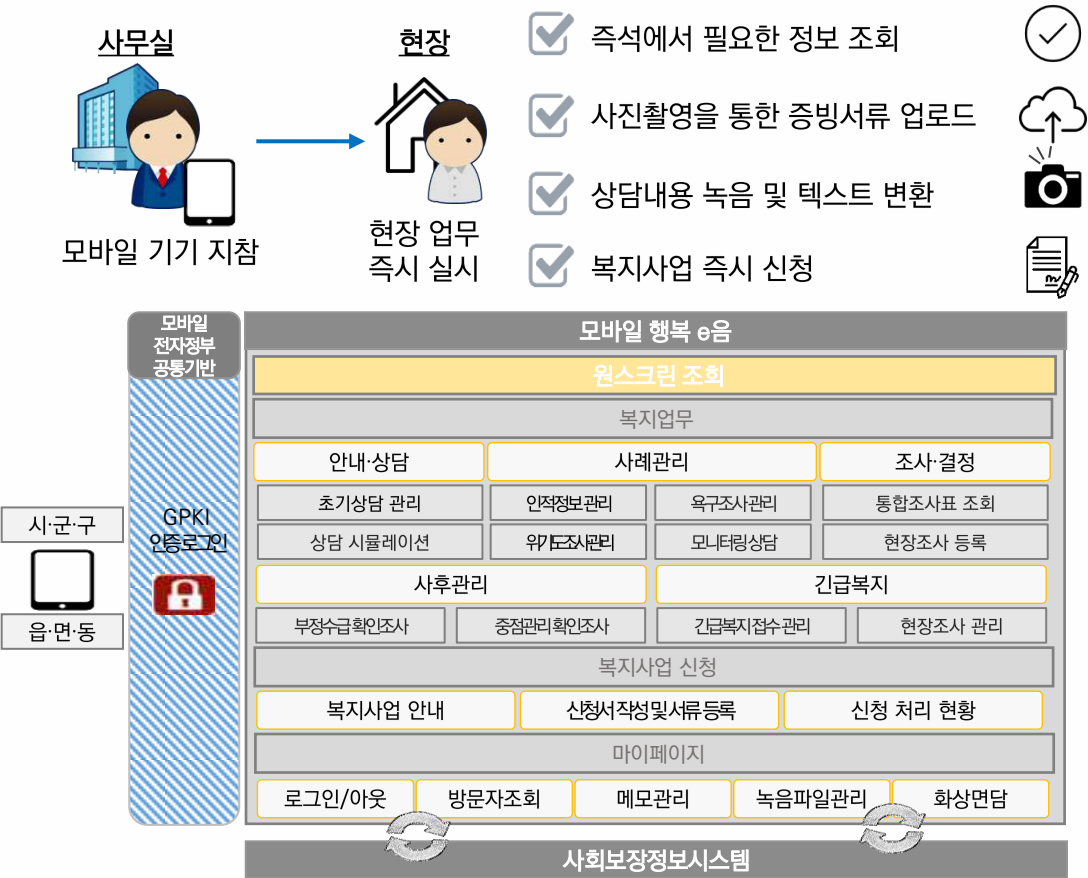 사무실
현장
즉석에서 필요한 정보 조회
사진촬영을 통한 증빙서류 업로드
상담내용 녹음 및 텍스트 변환
복지사업 즉시 신청
모바일 기기 지참
현장 업무
즉시 실시
모바일
전자정부
공통기반
모바일 행복 e음
원스크린 조회
복지업무
안내·상담
사례관리
조사·결정
초기상담 관리
인적정보관리
욕구조사관리
통합조사표 조회
상담 시뮬레이션
위기도조사관리
모니터링상담
현장조사 등록
사후관리
긴급복지
부정수급확인조사
중점관리확인조사
긴급복지접수관리
현장조사 관리
복지사업 신청
복지사업 안내
신청서작성및서류등록
신청 처리 현황
마이페이지
로그인/아웃
방문자조회
메모관리
녹음파일관리
화상면담
사회보장정보시스템
GPKI
인증로그인
시·군·구
읍·면·동